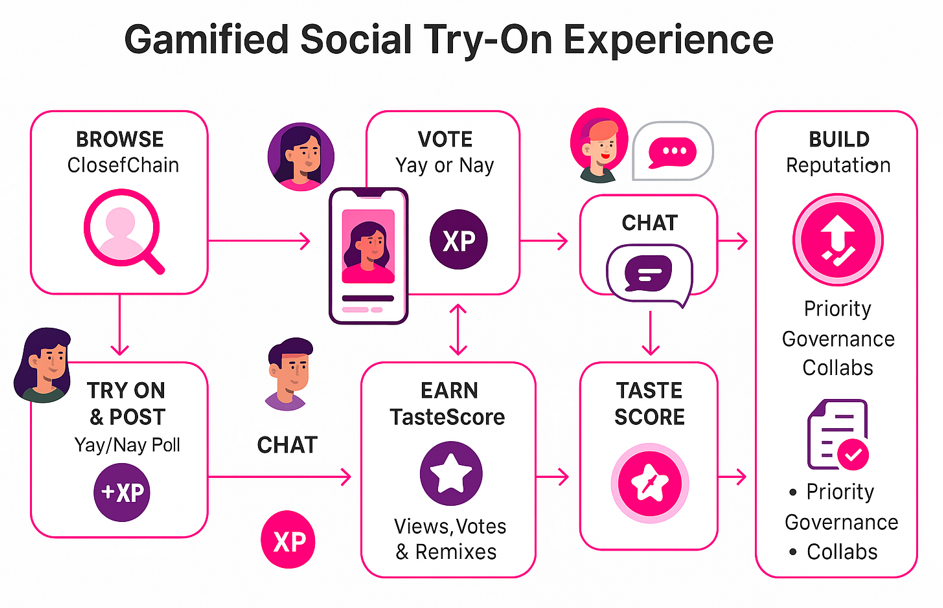 Gamified Social Try-On Experience
BROWSE
ClosefChain
VOTE
Yay or Nay
XP
CHAT
BUILD
Reputation
Priority
Governance
Collabs
TRY ON
& POST
Yay/Nay Poll
+XP
CHAT
XP
EARN
TasteScore
Views,Votes
& Remixes
TASTE
SCORE
• Priority
Governance
• Collabs